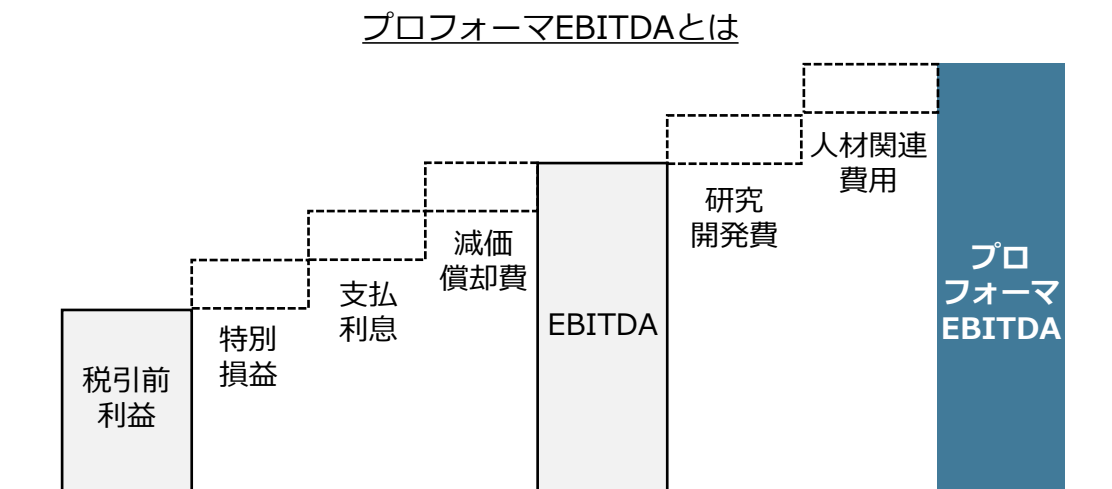 プロフォーマEBITDAとは
税引前
利益
特別
損益
支払
利息
減価
償却費
EBITDA
研究
開発費
人材関連
費用
プロ
フォーマ
EBITDA